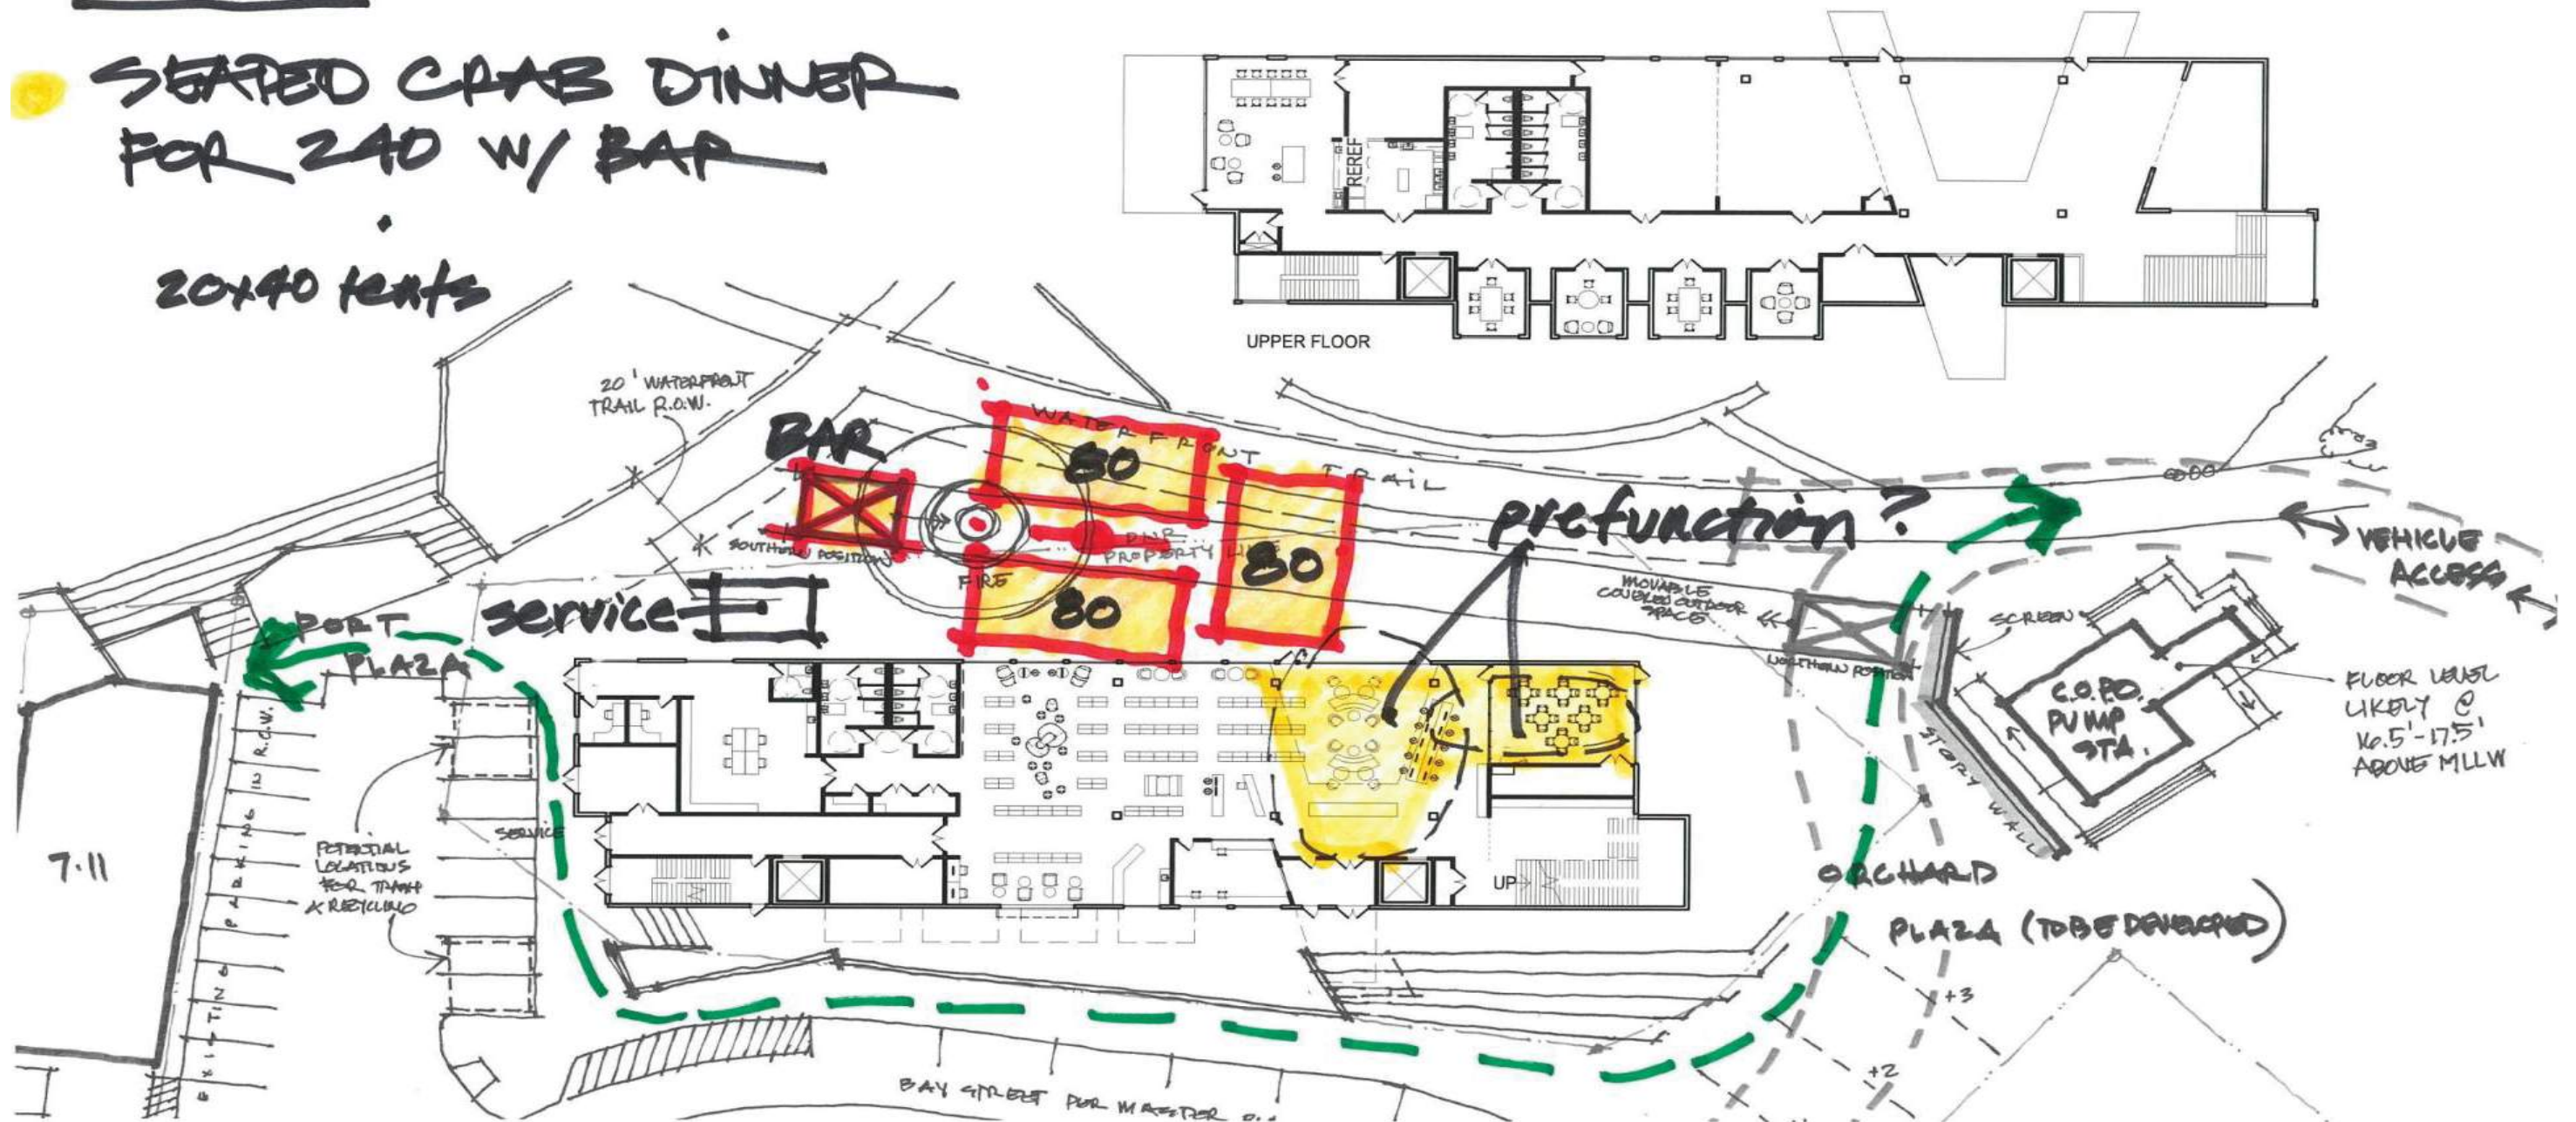 SEATED CRAB DINNER
FOR 240 W/ BAR
20x40 tents
REREF
UPPER FLOOR
20' WATERFRONT
TRAIL R.O.W.
BAR
WATERFRONT TRAIL
80
80
80
prefunction?
SOUTHERN POSITION
DNR
PROPERTY LINE
FIRE
service
MOVABLE
COVERED OUTDOOR
SPACE
NORTHERN POSITION
SCREEN
VEHICLE
ACCESS
C.O.P.O.
PUMP
STA.
FLOOR LEVEL
LIKELY @
16.5'-17.5'
ABOVE MLLW
STORY WALL
PORT
PLAZA
7-11
EXISTING PARKING IN R.O.W.
SERVICE
POTENTIAL
LOCATIONS
FOR TRASH
& RECYCLING
UP
ORCHARD
PLAZA (TO BE DEVELOPED)
+3
+2
BAY STREET PER MASTER